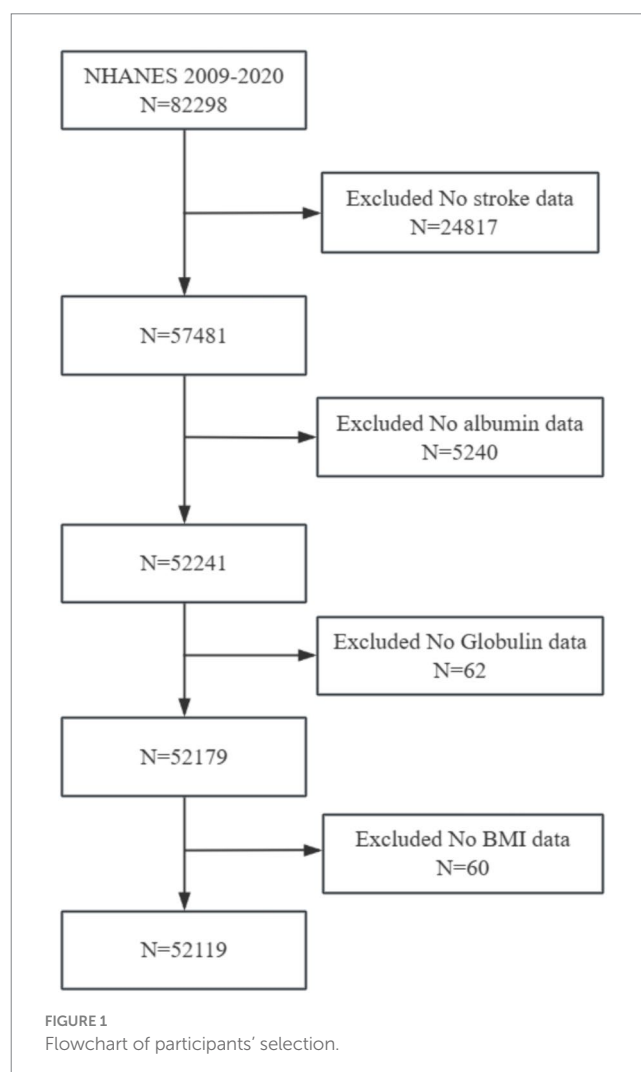 NHANES 2009-2020
N=82298
Excluded No stroke data
N=24817
N=57481
Excluded No albumin data
N=5240
N=52241
Excluded No Globulin data
N=62
N=52179
Excluded No BMI data
N=60
N=52119
FIGURE 1
Flowchart of participants’ selection.